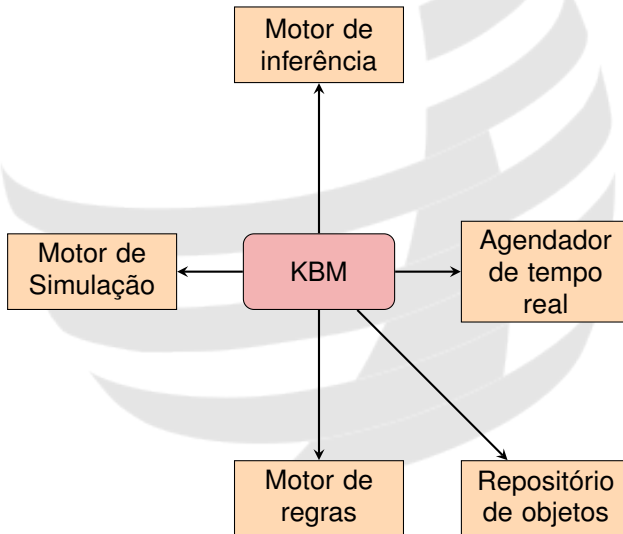 Motor de
inferência
Motor de
Simulação
KBM
Agendador
de tempo
real
Motor de
regras
Repositório
de objetos